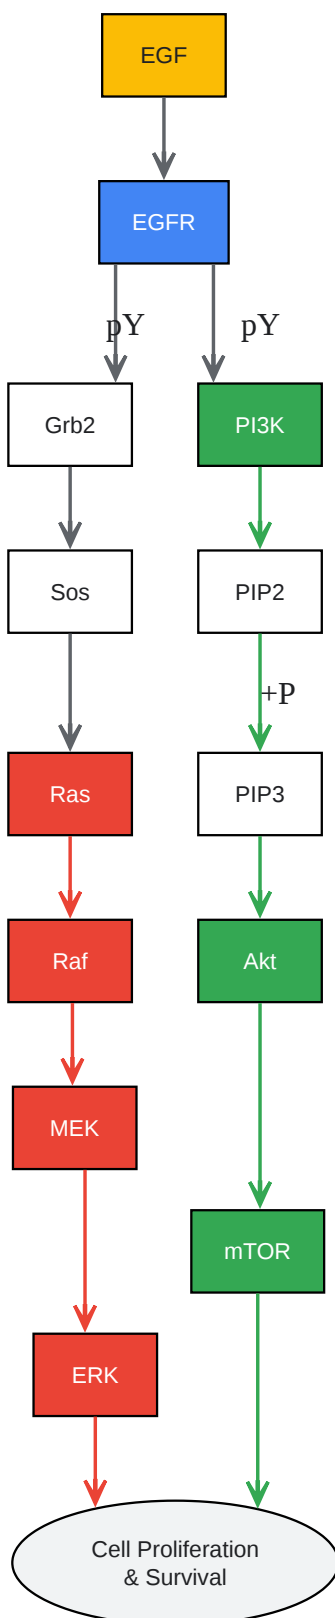 EGF
EGFR
pY
pY
Grb2
PI3K
Sos
PIP2
+P
Ras
PIP3
Raf
Akt
MEK
mTOR
ERK
Cell Proliferation
& Survival